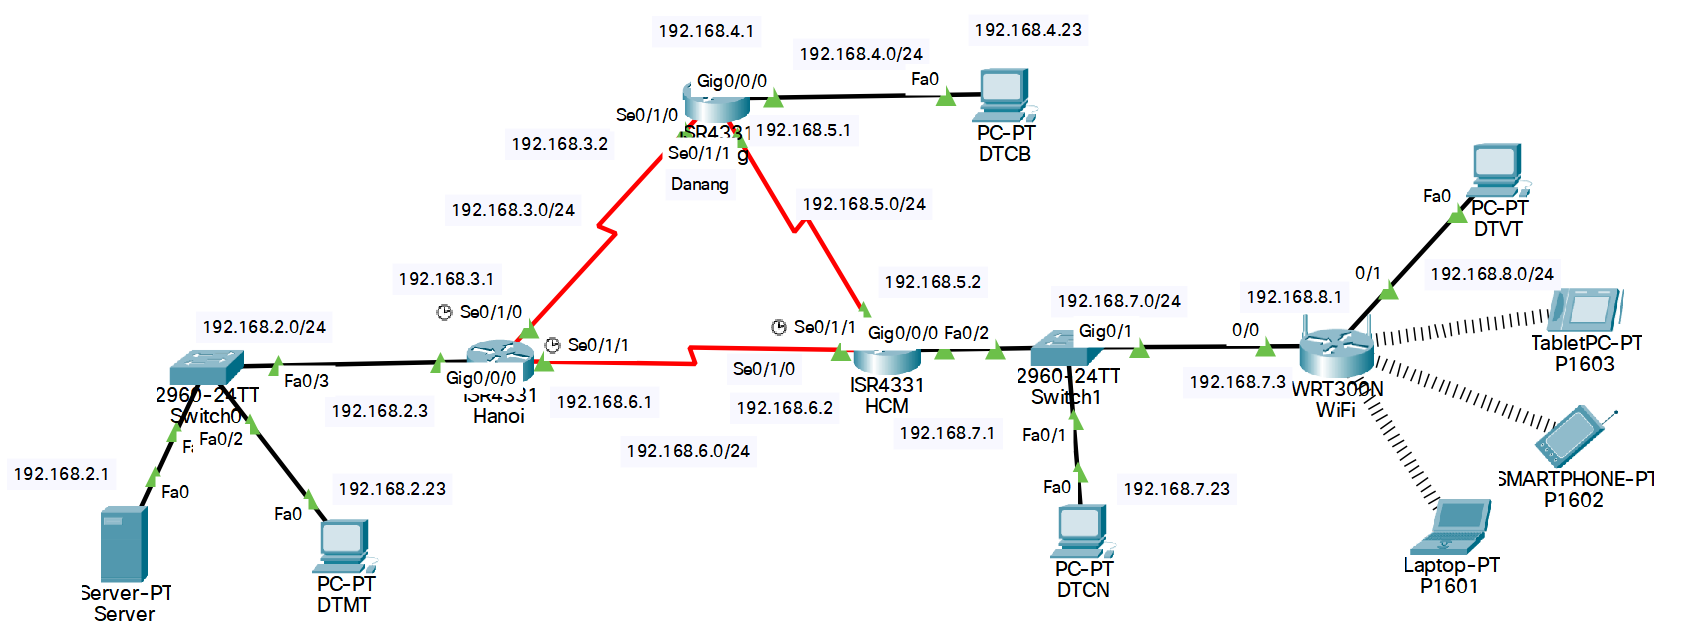 192.168.4.1
192.168.4.23
192.168.4.0/24
Gig0/0/0
Fa0
Se0/1/0
192.168.5.1
PC-PT
DTCB
192.168.3.2
Se0/1/1
g
Danang
192.168.3.0/24
192.168.5.0/24
Fa0
PC-PT
DTVT
192.168.3.1
Se0/1/0
192.168.5.2
0/1
192.168.8.0/24
192.168.7.0/24
192.168.8.1
192.168.2.0/24
Se0/1/1
Se0/1/1
Gig0/0/0
Fa0/2
Gig0/1
0/0
TabletPC-PT
P1603
Fa0/3
Gig0/0/0
ISR4331
Hanoi
Se0/1/0
ISR4331
HCM
2960-24TT
Switch1
192.168.7.3
WRT300N
WiFi
2960-24TT
Switch0
192.168.2.3
192.168.6.1
192.168.6.2
192.168.7.1
Fa0/2
Fa0/1
192.168.6.0/24
192.168.2.1
Fa0
192.168.2.23
Fa0
Fa0
192.168.7.23
SMARTPHONE-PT
P1602
Server-PT
Server
PC-PT
DTMT
PC-PT
DTCN
Laptop-PT
P1601